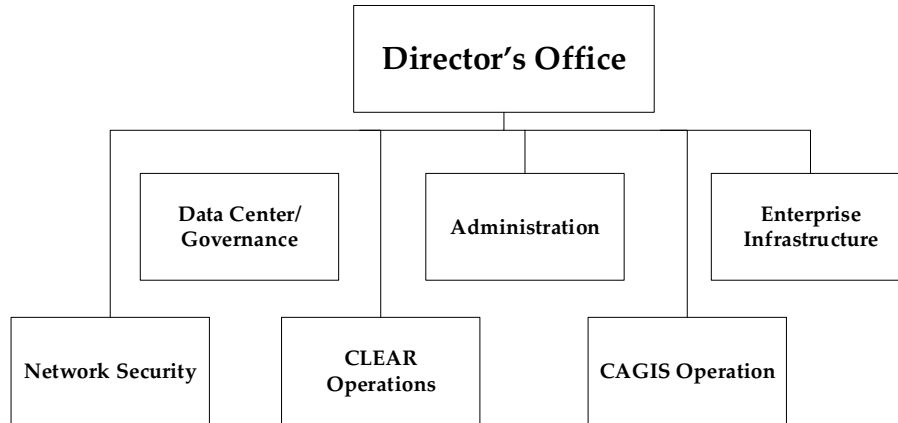 Director's Office
Data Center/
Governance
Administration
Enterprise
Infrastructure
Network Security
CLEAR
Operations
CAGIS Operation